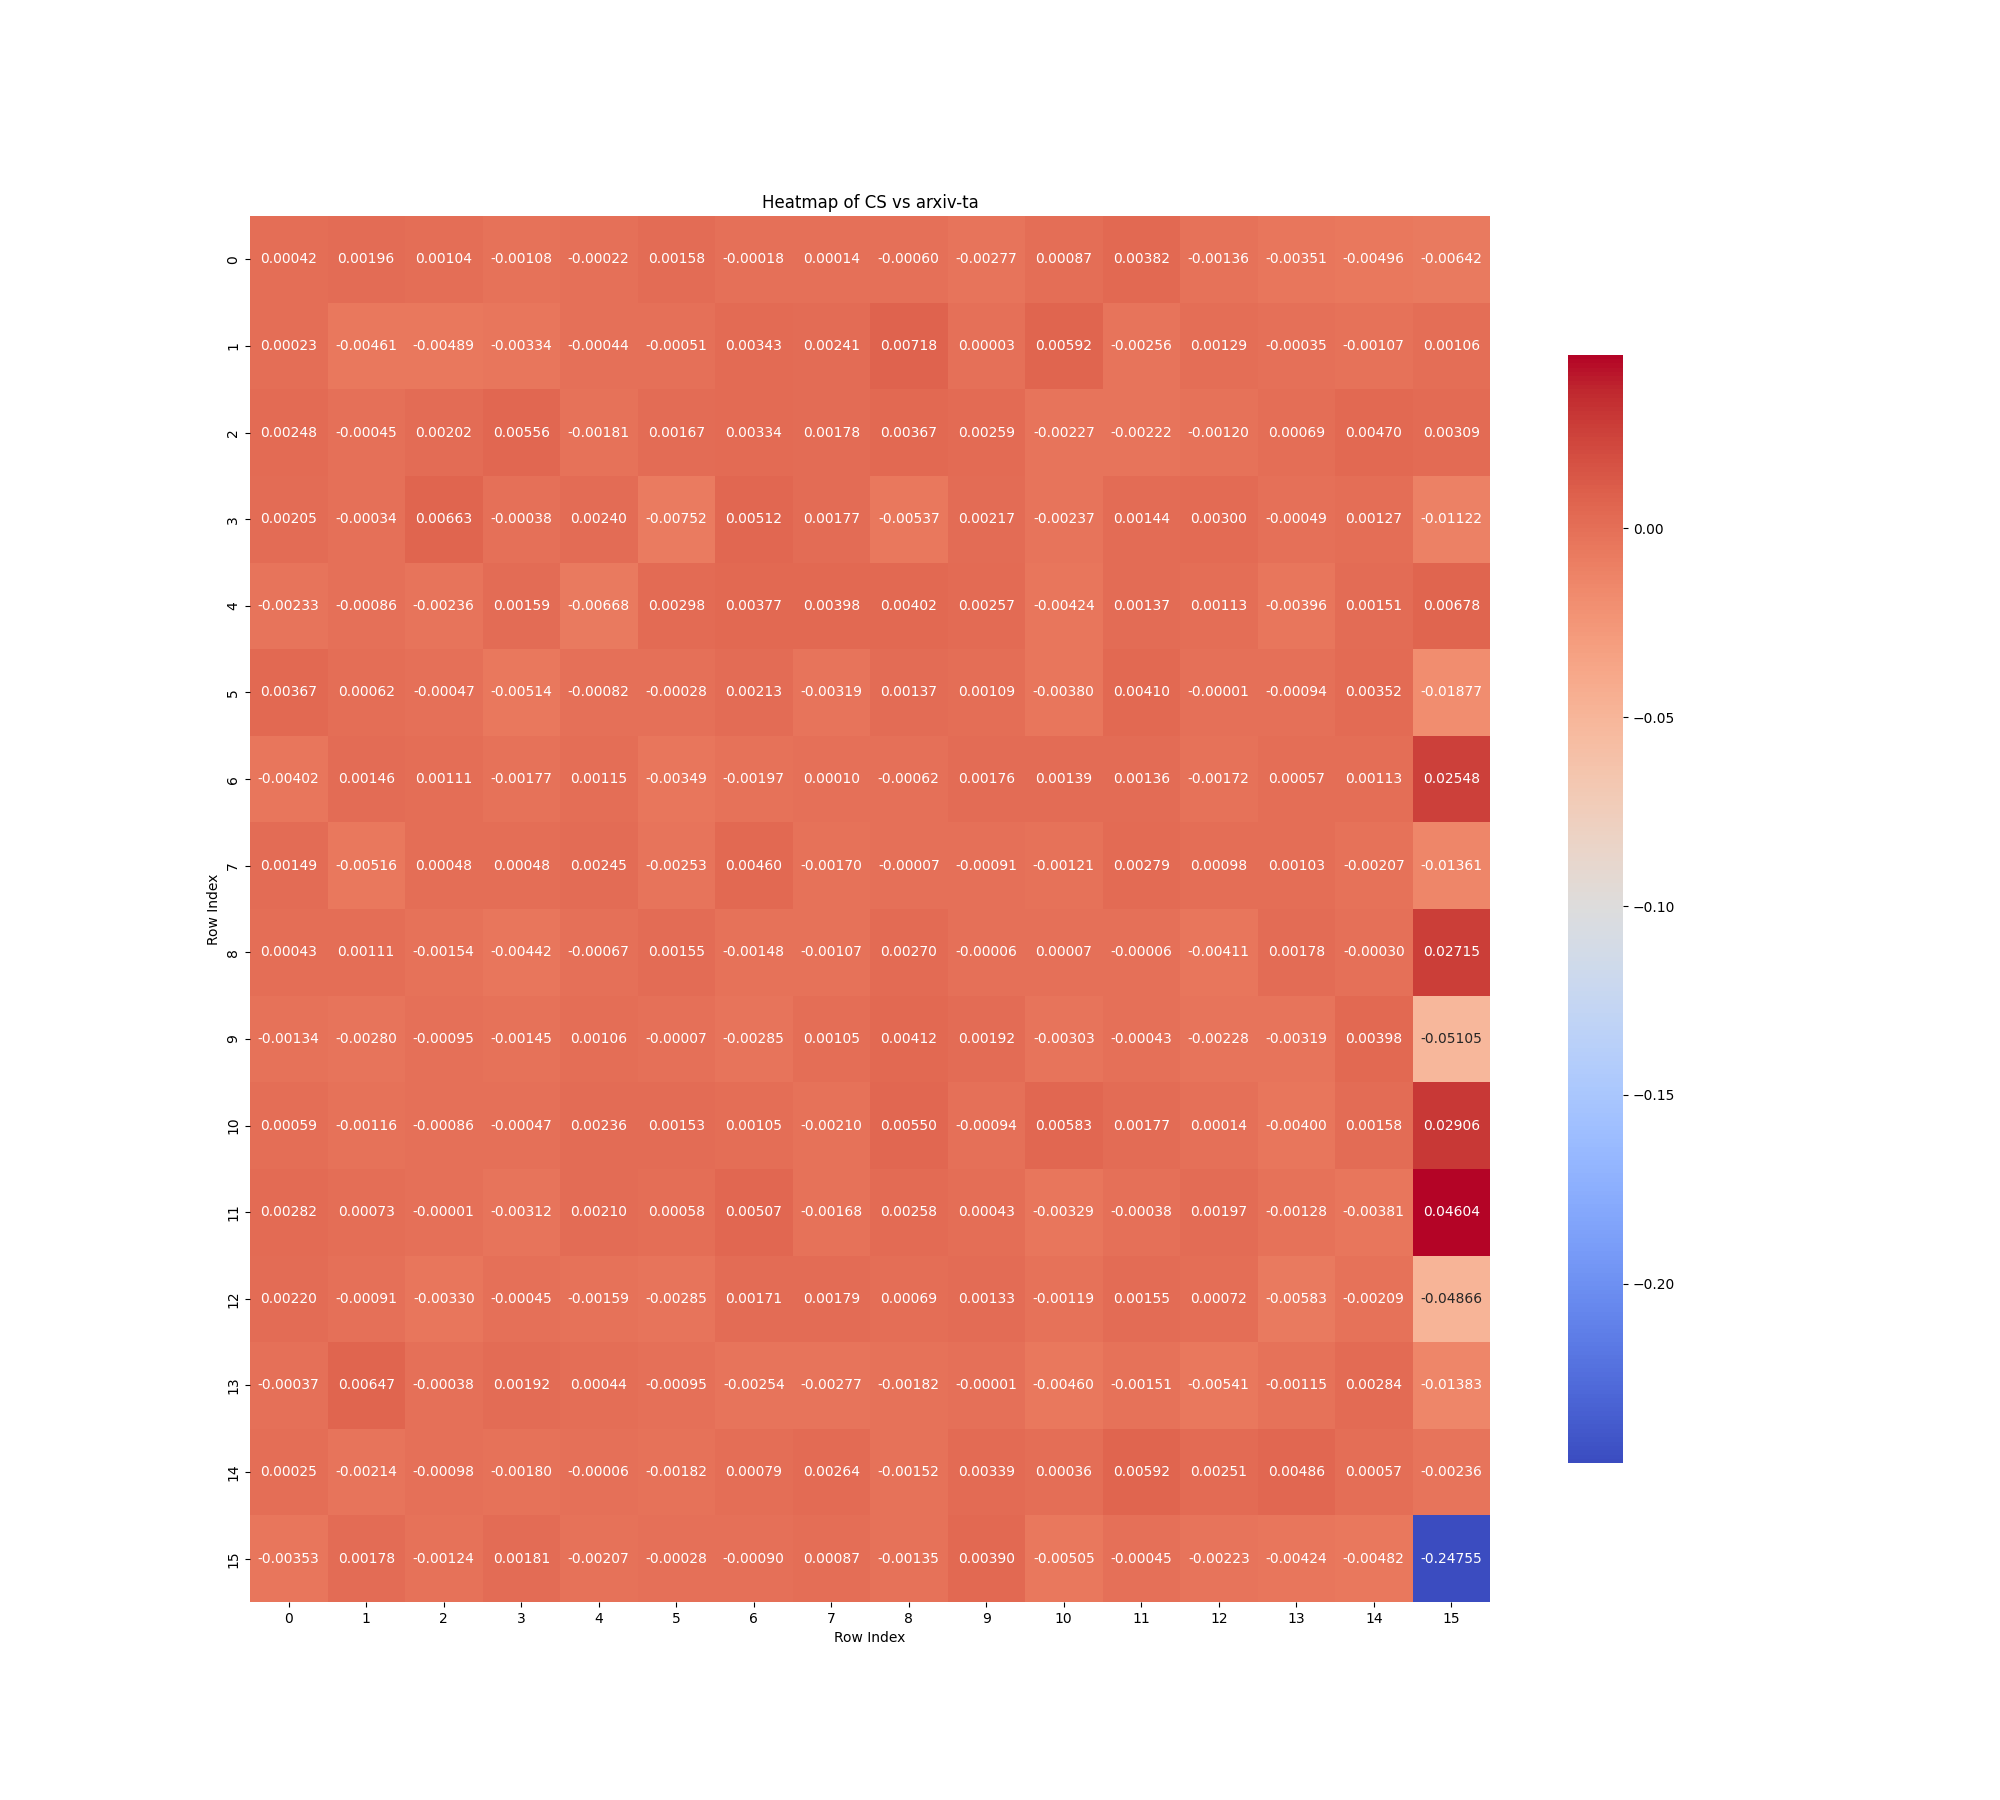 Heatmap of CS vs arxiv-ta
0 0.00042 0.00196 0.00104 -0.00108 -0.00022 0.00158 -0.00018 0.00014 -0.00060 -0.00277 0.00087 0.00382 -0.00136 -0.00351 -0.00496 -0.00642
1 0.00023 -0.00461 -0.00489 -0.00334 -0.00044 -0.00051 0.00343 0.00241 0.00718 0.00003 0.00592 -0.00256 0.00129 -0.00035 -0.00107 0.00106
2 0.00248 -0.00045 0.00202 0.00556 -0.00181 0.00167 0.00334 0.00178 0.00367 0.00259 -0.00227 -0.00222 -0.00120 0.00069 0.00470 0.00309
3 0.00205 -0.00034 0.00663 -0.00038 0.00240 -0.00752 0.00512 0.00177 -0.00537 0.00217 -0.00237 0.00144 0.00300 -0.00049 0.00127 -0.01122
4 -0.00233 -0.00086 -0.00236 0.00159 -0.00668 0.00298 0.00377 0.00398 0.00402 0.00257 -0.00424 0.00137 0.00113 -0.00396 0.00151 0.00678
5 0.00367 0.00062 -0.00047 -0.00514 -0.00082 -0.00028 0.00213 -0.00319 0.00137 0.00109 -0.00380 0.00410 -0.00001 -0.00094 0.00352 -0.01877
6 -0.00402 0.00146 0.00111 -0.00177 0.00115 -0.00349 -0.00197 0.00010 -0.00062 0.00176 0.00139 0.00136 -0.00172 0.00057 0.00113 0.02548
7 0.00149 -0.00516 0.00048 0.00048 0.00245 -0.00253 0.00460 -0.00170 -0.00007 -0.00091 -0.00121 0.00279 0.00098 0.00103 -0.00207 -0.01361
8 0.00043 0.00111 -0.00154 -0.00442 -0.00067 0.00155 -0.00148 -0.00107 0.00270 -0.00006 0.00007 -0.00006 -0.00411 0.00178 -0.00030 0.02715
9 -0.00134 -0.00280 -0.00095 -0.00145 0.00106 -0.00007 -0.00285 0.00105 0.00412 0.00192 -0.00303 -0.00043 -0.00228 -0.00319 0.00398 -0.05105
10 0.00059 -0.00116 -0.00086 -0.00047 0.00236 0.00153 0.00105 -0.00210 0.00550 -0.00094 0.00583 0.00177 0.00014 -0.00400 0.00158 0.02906
11 0.00282 0.00073 -0.00001 -0.00312 0.00210 0.00058 0.00507 -0.00168 0.00258 0.00043 -0.00329 -0.00038 0.00197 -0.00128 -0.00381 0.04604
12 0.00220 -0.00091 -0.00330 -0.00045 -0.00159 -0.00285 0.00171 0.00179 0.00069 0.00133 -0.00119 0.00155 0.00072 -0.00583 -0.00209 -0.04866
13 -0.00037 0.00647 -0.00038 0.00192 0.00044 -0.00095 -0.00254 -0.00277 -0.00182 -0.00001 -0.00460 -0.00151 -0.00541 -0.00115 0.00284 -0.01383
14 0.00025 -0.00214 -0.00098 -0.00180 -0.00006 -0.00182 0.00079 0.00264 -0.00152 0.00339 0.00036 0.00592 0.00251 0.00486 0.00057 -0.00236
15 -0.00353 0.00178 -0.00124 0.00181 -0.00207 -0.00028 -0.00090 0.00087 -0.00135 0.00390 -0.00505 -0.00045 -0.00223 -0.00424 -0.00482 -0.24755
0 1 2 3 4 5 6 7 8 9 10 11 12 13 14 15
Row Index
Row Index
0.00
−0.05
−0.10
−0.15
−0.20